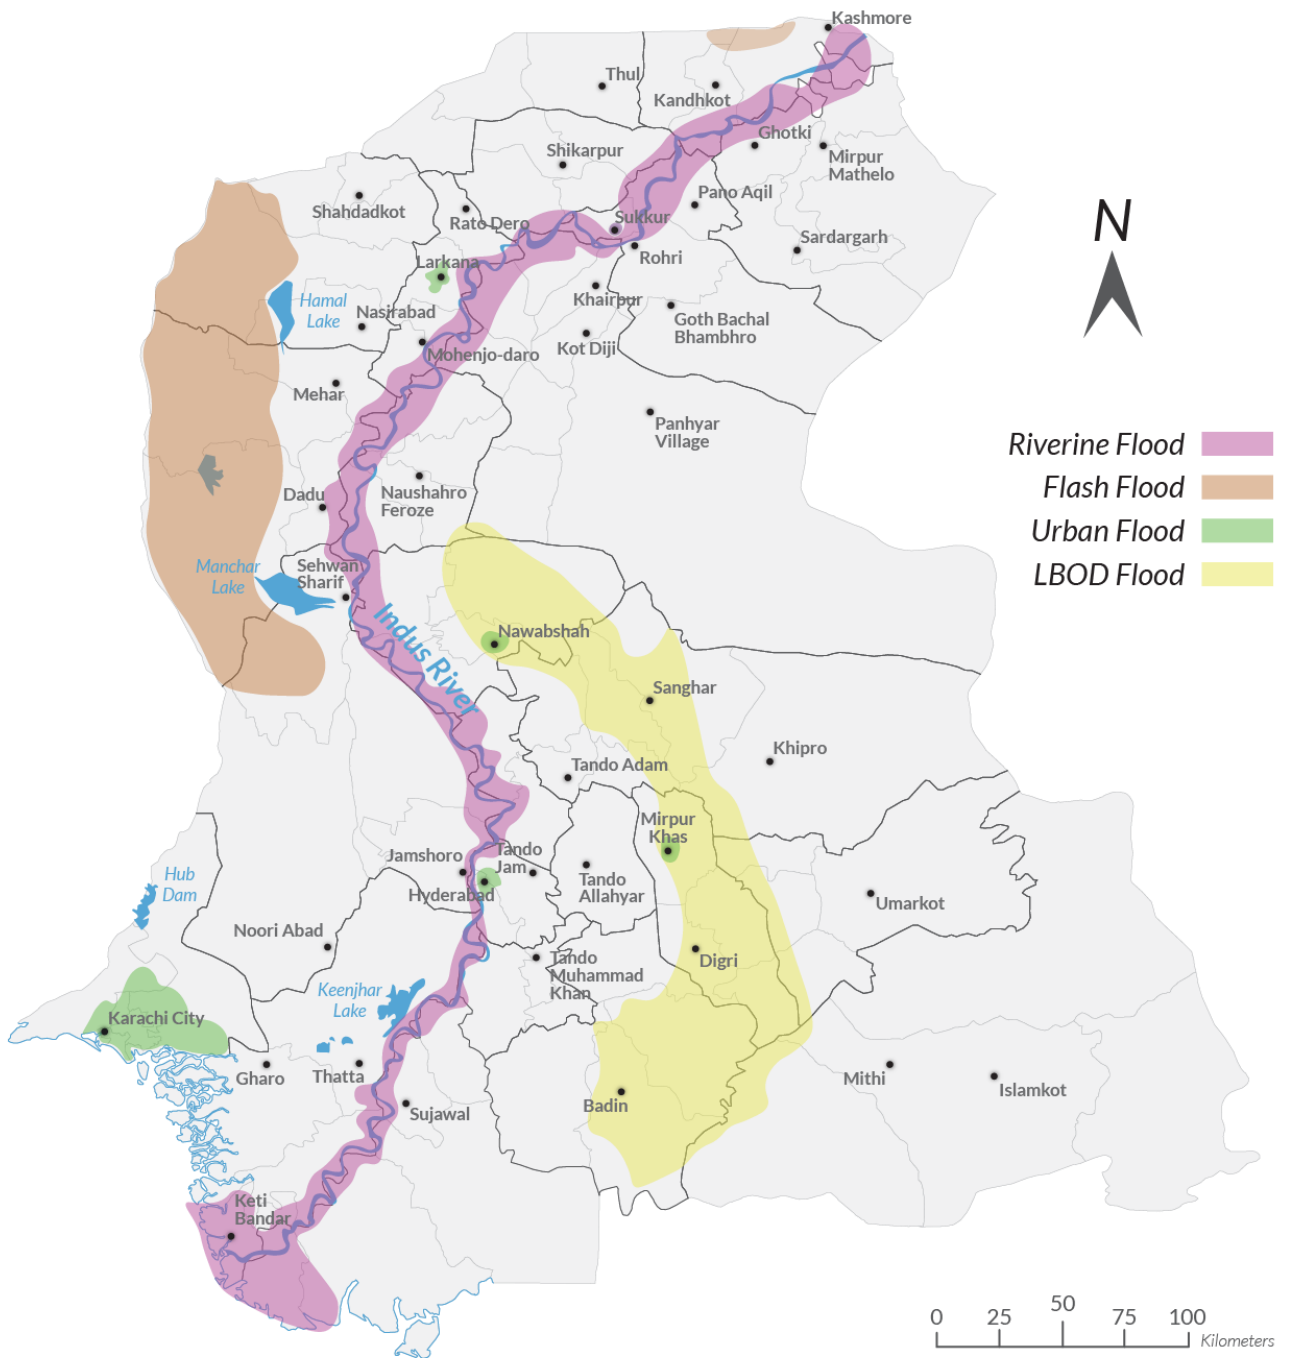 Kashmore
Thul
Kandhkot
Ghotki
Shikarpur
Mirpur
Mathelo
Pano Aqil
Shahdadkot
Rato Dero
Sukkur
Sardargarh
Rohri
Larkana
Khairpur
Hamal
Lake
Nasirabad
Goth Bachal
Bhambhro
Kot Diji
Mohenjo-daro
Mehar
Panhyar
Village
Dadu
Naushahro
Feroze
Manchar
Lake
Sehwan
Sharif
Indus River
Nawabshah
Sanghar
Khipro
Tando Adam
Mirpur
Khas
Jamshoro
Tando
Jam
Hyderabad
Tando
Allahyar
Umarkot
Hub
Dam
Noori Abad
Digri
Tando
Muhammad
Khan
Keenjhar
Lake
Karachi City
Gharo
Thatta
Sujawal
Badin
Mithi
Islamkot
Keti
Bandar
N
Riverine Flood
Flash Flood
Urban Flood
LBOD Flood
0 25 50 75 100
Kilometers